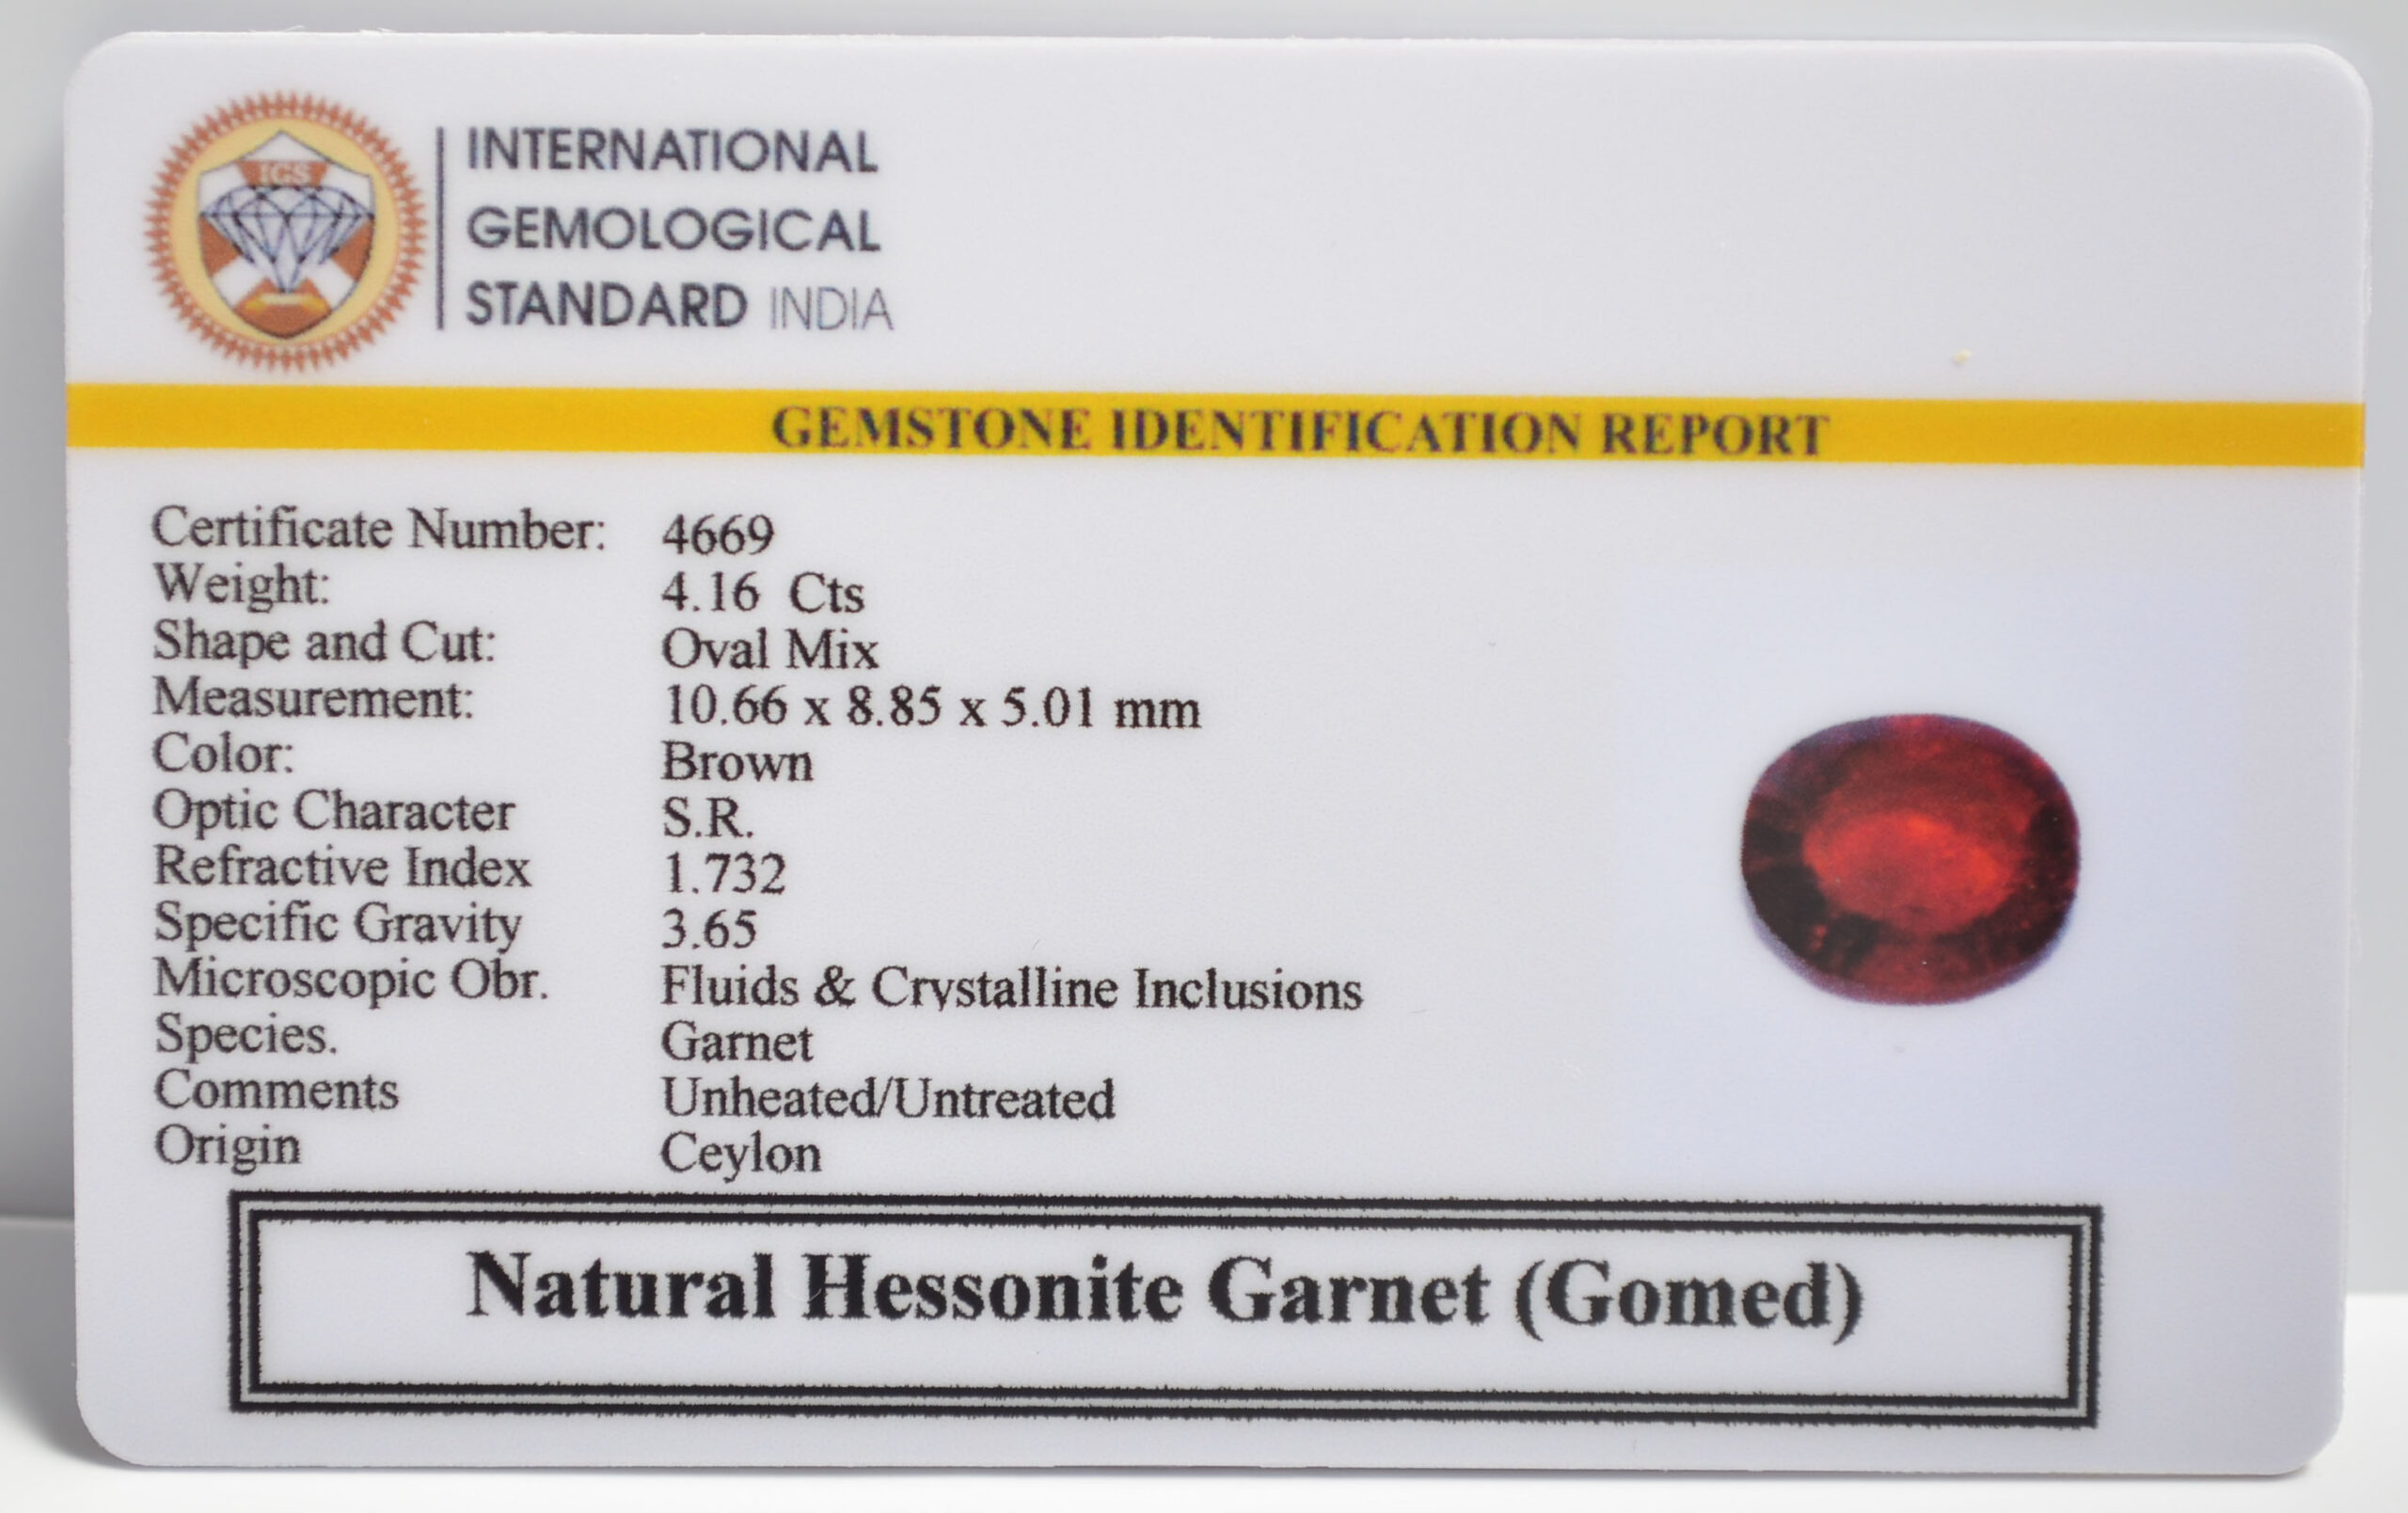 IGS
INTERNATIONAL
GEMOLOGICAL
STANDARD INDIA
GEMSTONE IDENTIFICATION REPORT
Certificate Number: 4669
Weight: 4.16 Cts
Shape and Cut: Oval Mix
Measurement: 10.66 x 8.85 x 5.01 mm
Color: Brown
Optic Character S.R.
Refractive Index 1.732
Specific Gravity 3.65
Microscopic Obr. Fluids & Crystalline Inclusions
Species. Garnet
Comments Unheated/Untreated
Origin Ceylon
Natural Hessonite Garnet (Gomed)